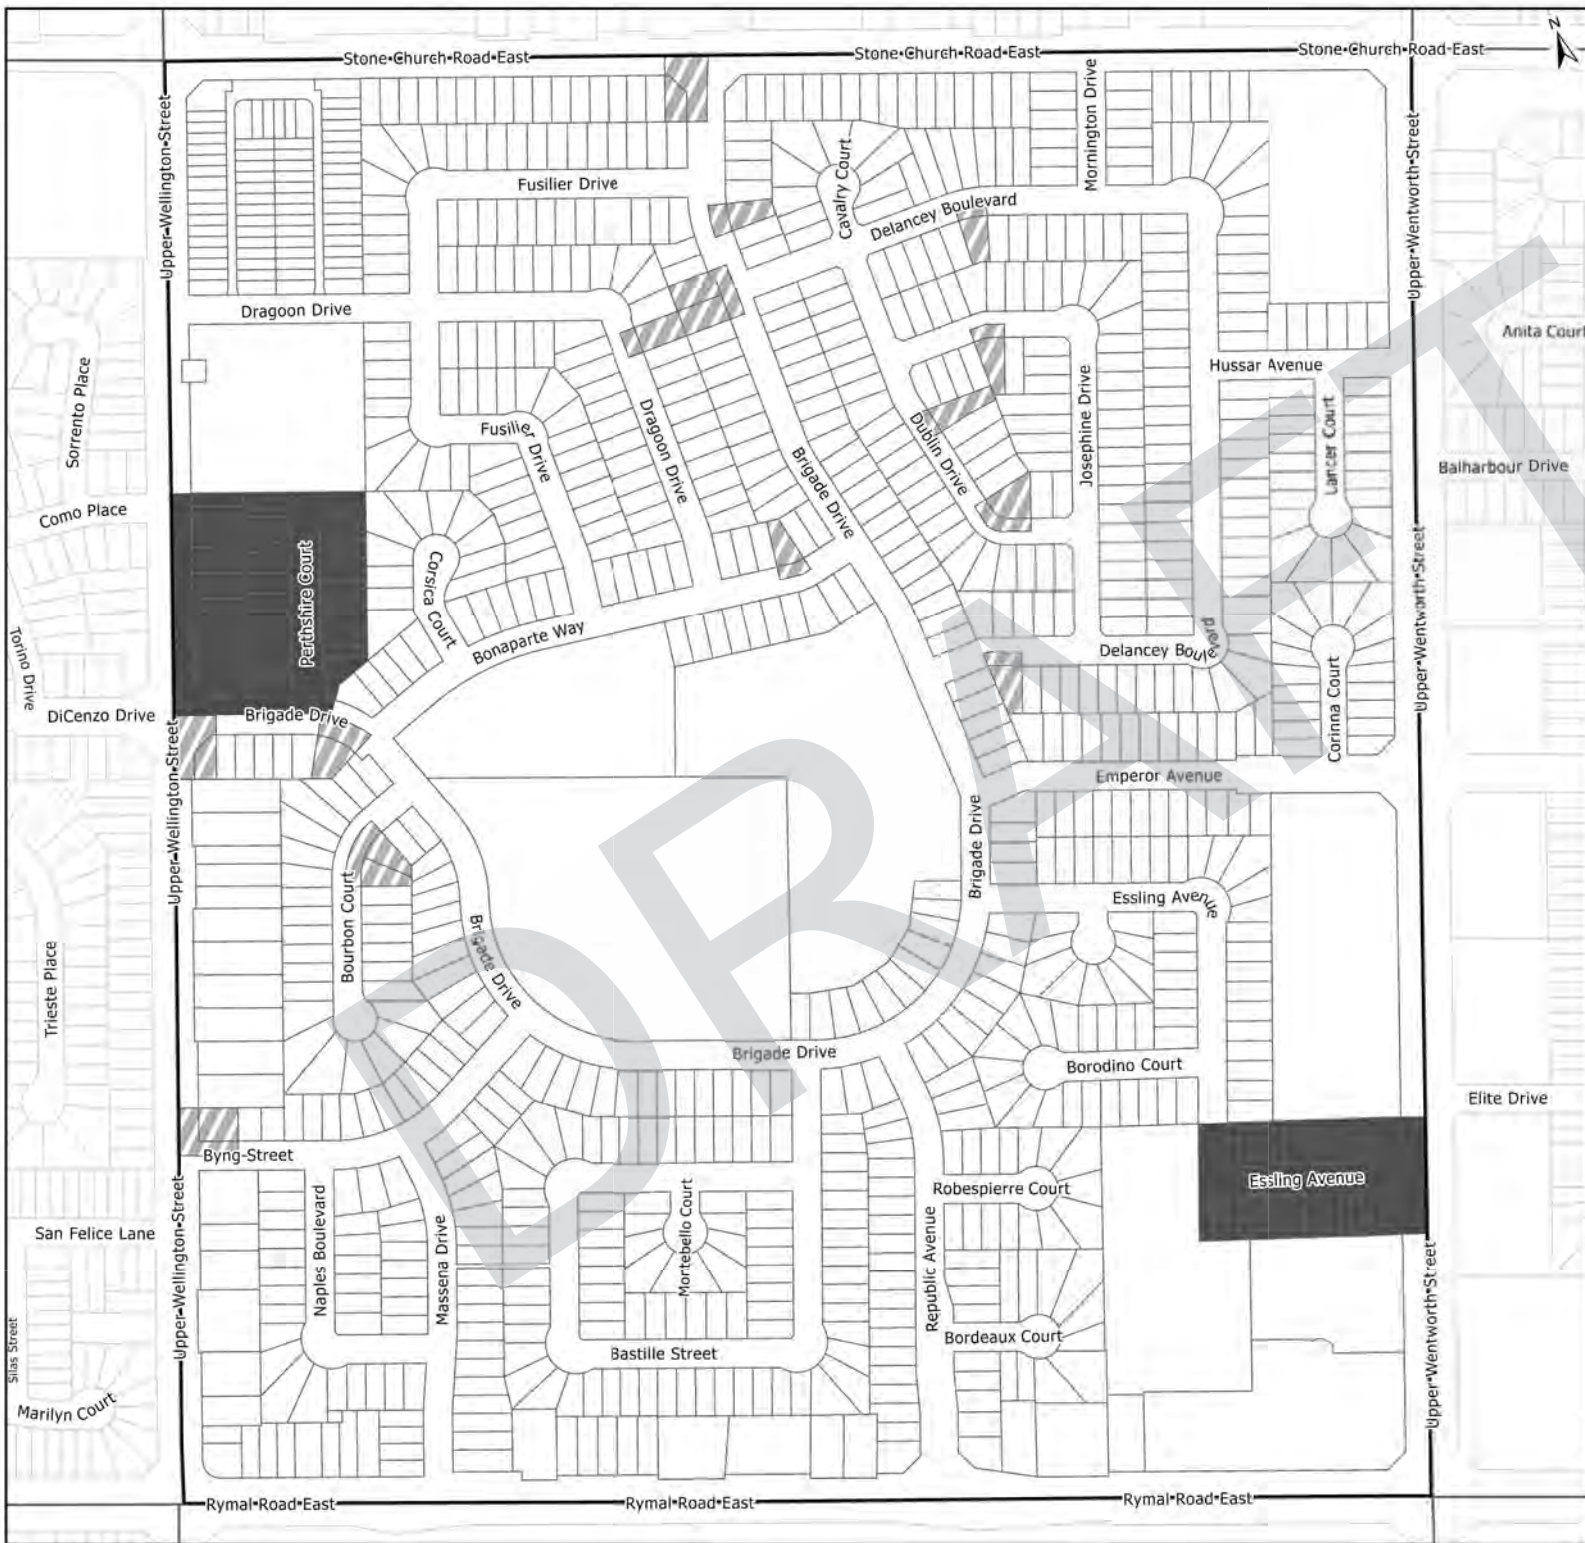 Stone-Church-Road-East
Stone-Church-Road-East
Stone-Church-Road-East
N
Upper-Wellington-Street
Mornington Drive
Upper-Wentworth-Street
Cavalry Court
Fusilier Drive
Delancey Boulevard
Dragoon Drive
Anita Court
Hussar Avenue
Sorrento Place
Josephine Drive
Lancer Court
Fusilier Drive
Dragoon Drive
Dublin Drive
Brigade Drive
Balharbour Drive
Como Place
Perthshire Court
Corsica Court
Upper-Wentworth-Street
Bonaparte Way
Torino Drive
Delancey Boulevard
Corinna Court
DiCenzo Drive
Brigade Drive
Emperor Avenue
Upper-Wellington-Street
Brigade Drive
Essling Avenue
Bourbon Court
Brigade Drive
Trieste Place
DRAFT
Brigade Drive
Borodino Court
Elite Drive
Byng-Street
Essling Avenue
Robespierre Court
San Felice Lane
Naples Boulevard
Massena Drive
Mortebello Court
Republic Avenue
Upper-Wellington-Street
Upper-Wentworth-Street
Silas Street
Bastille Street
Bordeaux Court
Marilyn Court
Rymal-Road-East
Rymal-Road-East
Rymal-Road-East